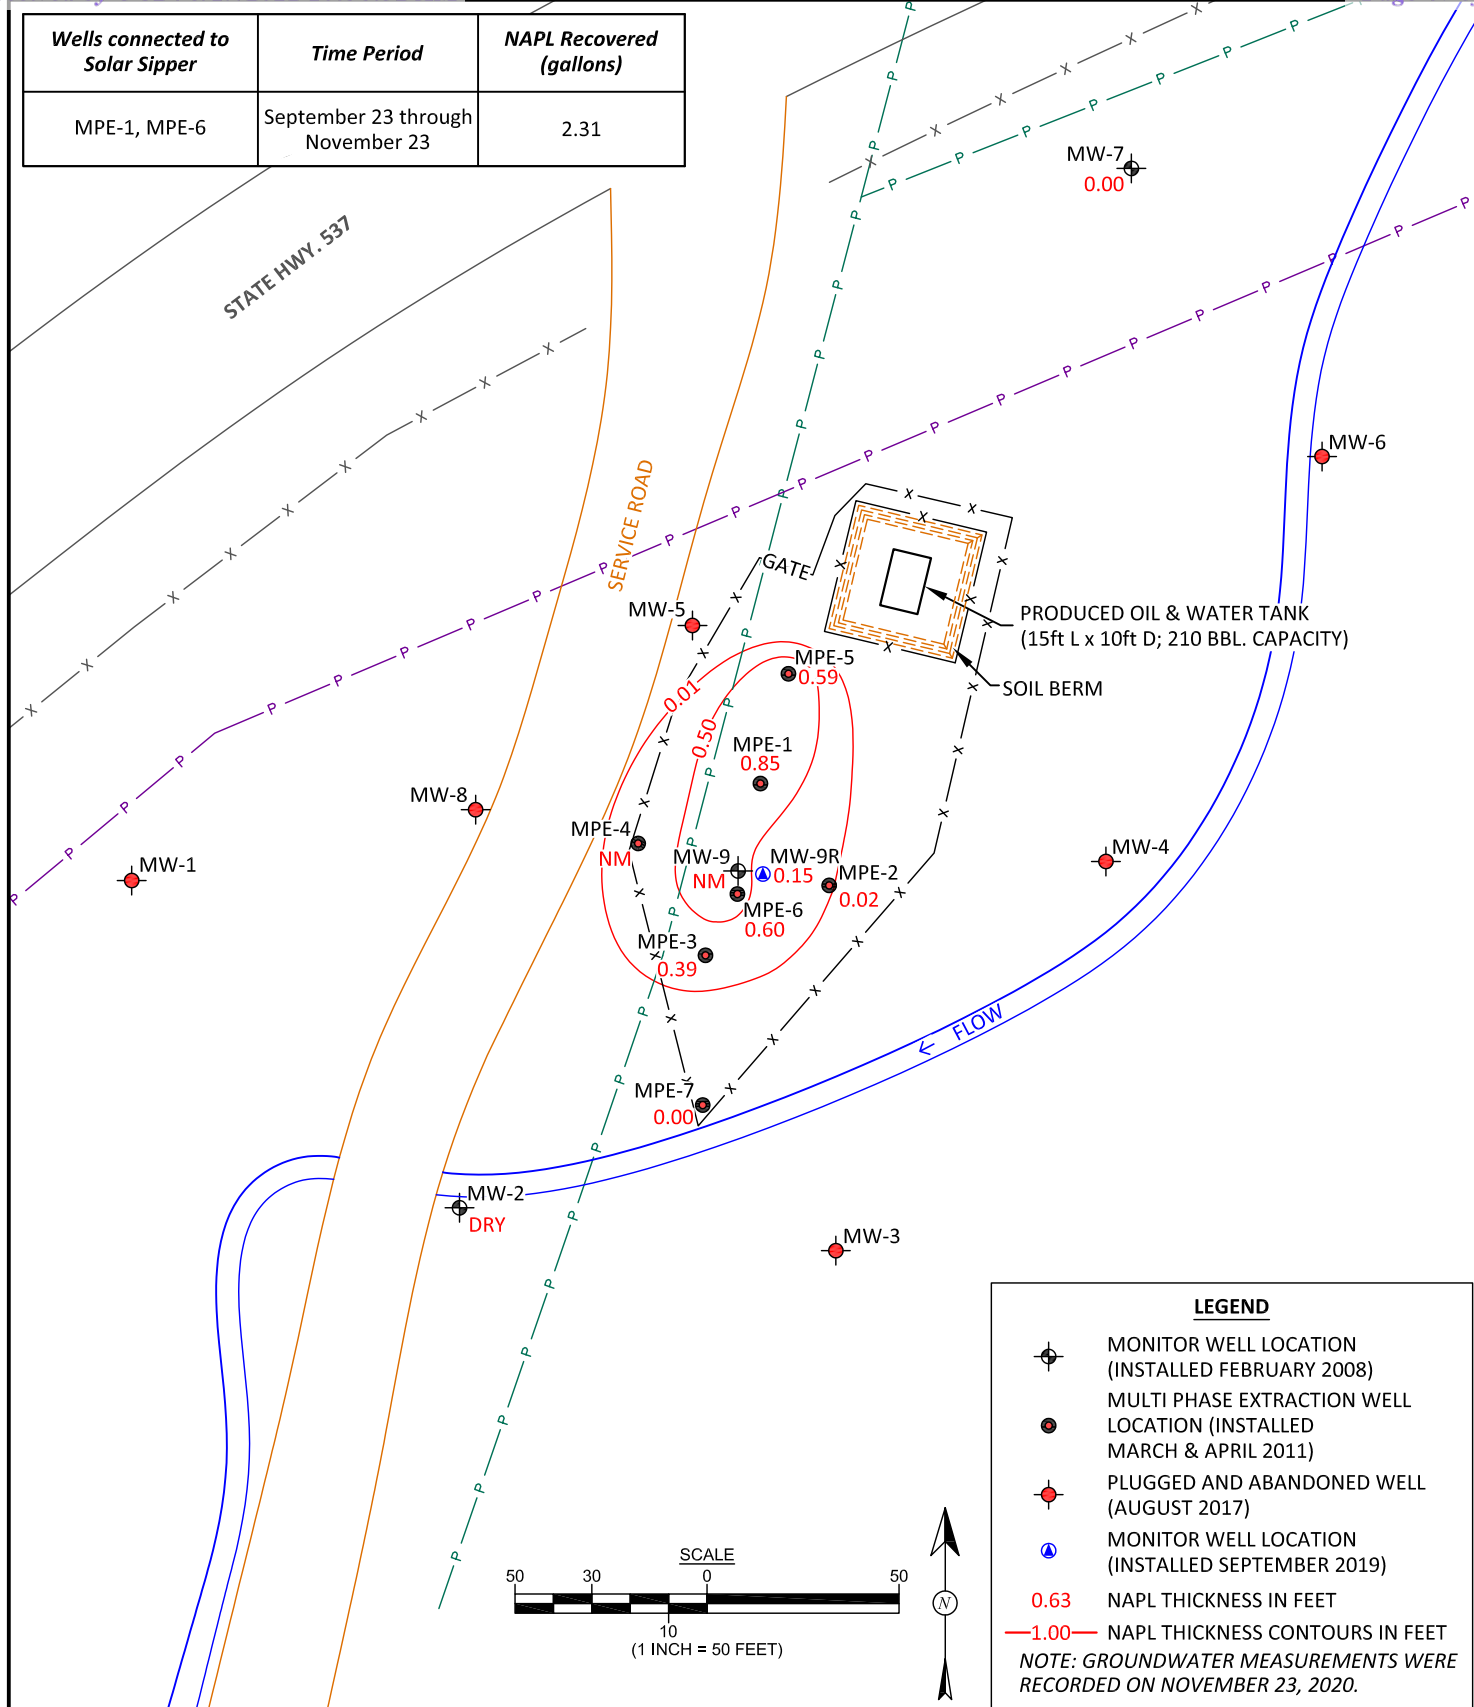 Wells connected to
Solar Sipper
Time Period
NAPL Recovered
(gallons)
MPE-1, MPE-6
September 23 through
November 23
2.31
STATE HWY. 537
SERVICE ROAD
MW-7
0.00
MW-6
GATE
PRODUCED OIL & WATER TANK
(15ft L x 10ft D; 210 BBL. CAPACITY)
SOIL BERM
MW-5
MPE-5
0.59
0.01
0.50
MPE-1
0.85
MW-8
MPE-4
NM
MW-9
NM
MW-9R
0.15
MPE-2
0.02
MW-4
MW-1
MPE-6
0.60
MPE-3
0.39
FLOW
MPE-7
0.00
MW-2
DRY
MW-3
SCALE
50 30 0 50
10
(1 INCH = 50 FEET)
N
LEGEND
MONITOR WELL LOCATION
(INSTALLED FEBRUARY 2008)
MULTI PHASE EXTRACTION WELL
LOCATION (INSTALLED
MARCH & APRIL 2011)
PLUGGED AND ABANDONED WELL
(AUGUST 2017)
MONITOR WELL LOCATION
(INSTALLED SEPTEMBER 2019)
0.63 NAPL THICKNESS IN FEET
1.00 NAPL THICKNESS CONTOURS IN FEET
NOTE: GROUNDWATER MEASUREMENTS WERE
RECORDED ON NOVEMBER 23, 2020.